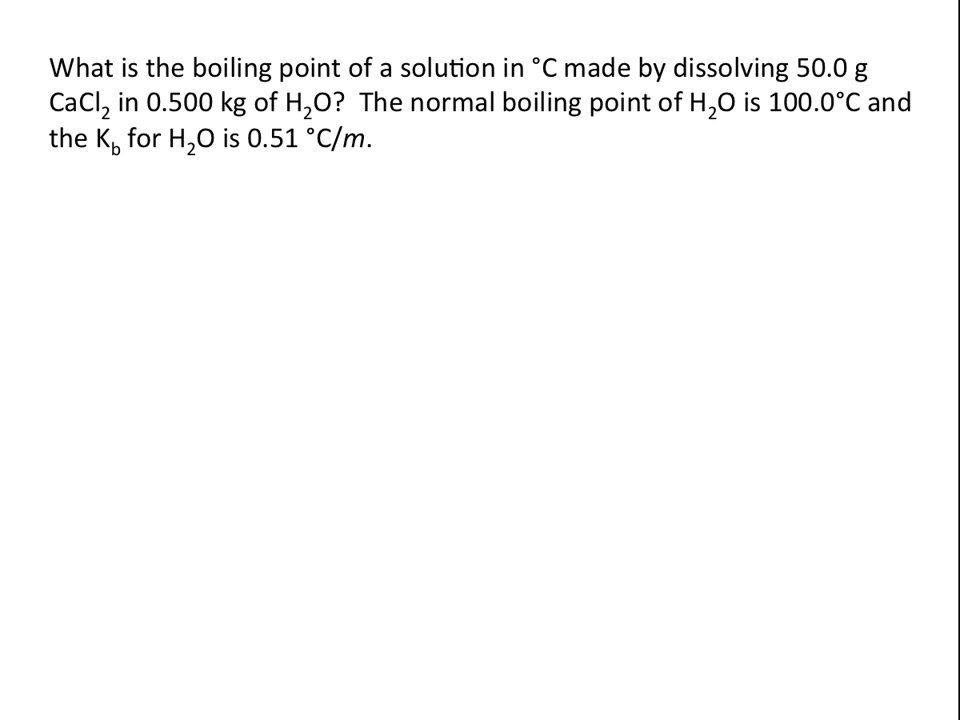 What is the boiling point of a solution in °C made by dissolving 50.0 g
CaCl₂ in 0.500 kg of H₂O?  The normal boiling point of H₂O is 100.0°C and
the K_b for H₂O is 0.51 °C/m.